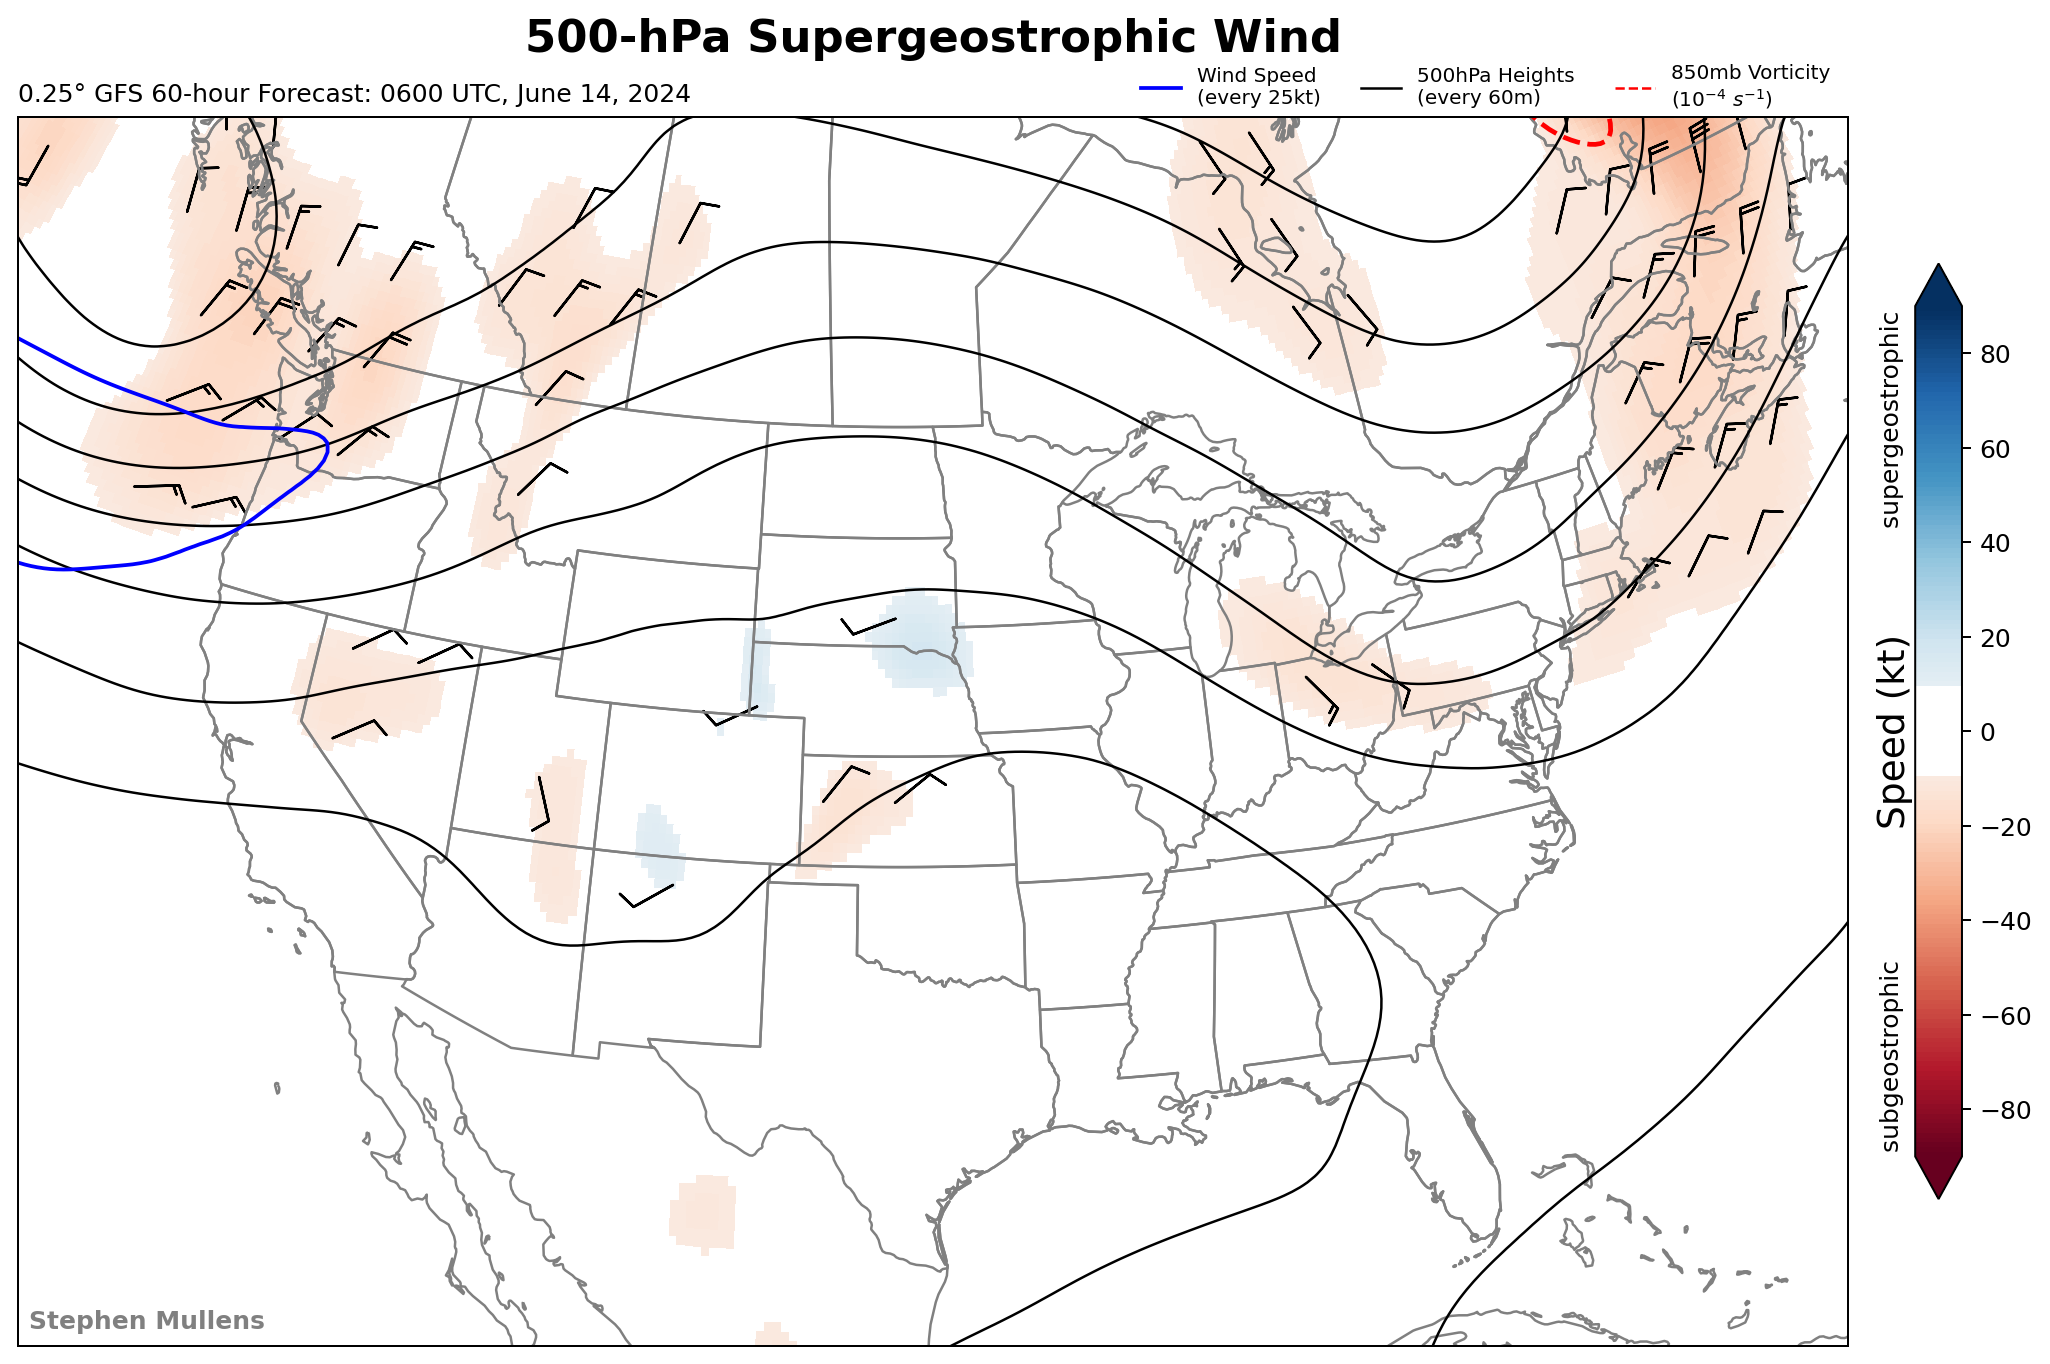 500-hPa Supergeostrophic Wind
0.25° GFS 60-hour Forecast: 0600 UTC, June 14, 2024
Wind Speed
(every 25kt)
500hPa Heights
(every 60m)
850mb Vorticity
(10⁻⁴ s⁻¹)
supergeostrophic
Speed (kt)
subgeostrophic
80
60
40
20
0
−20
−40
−60
−80
Stephen Mullens